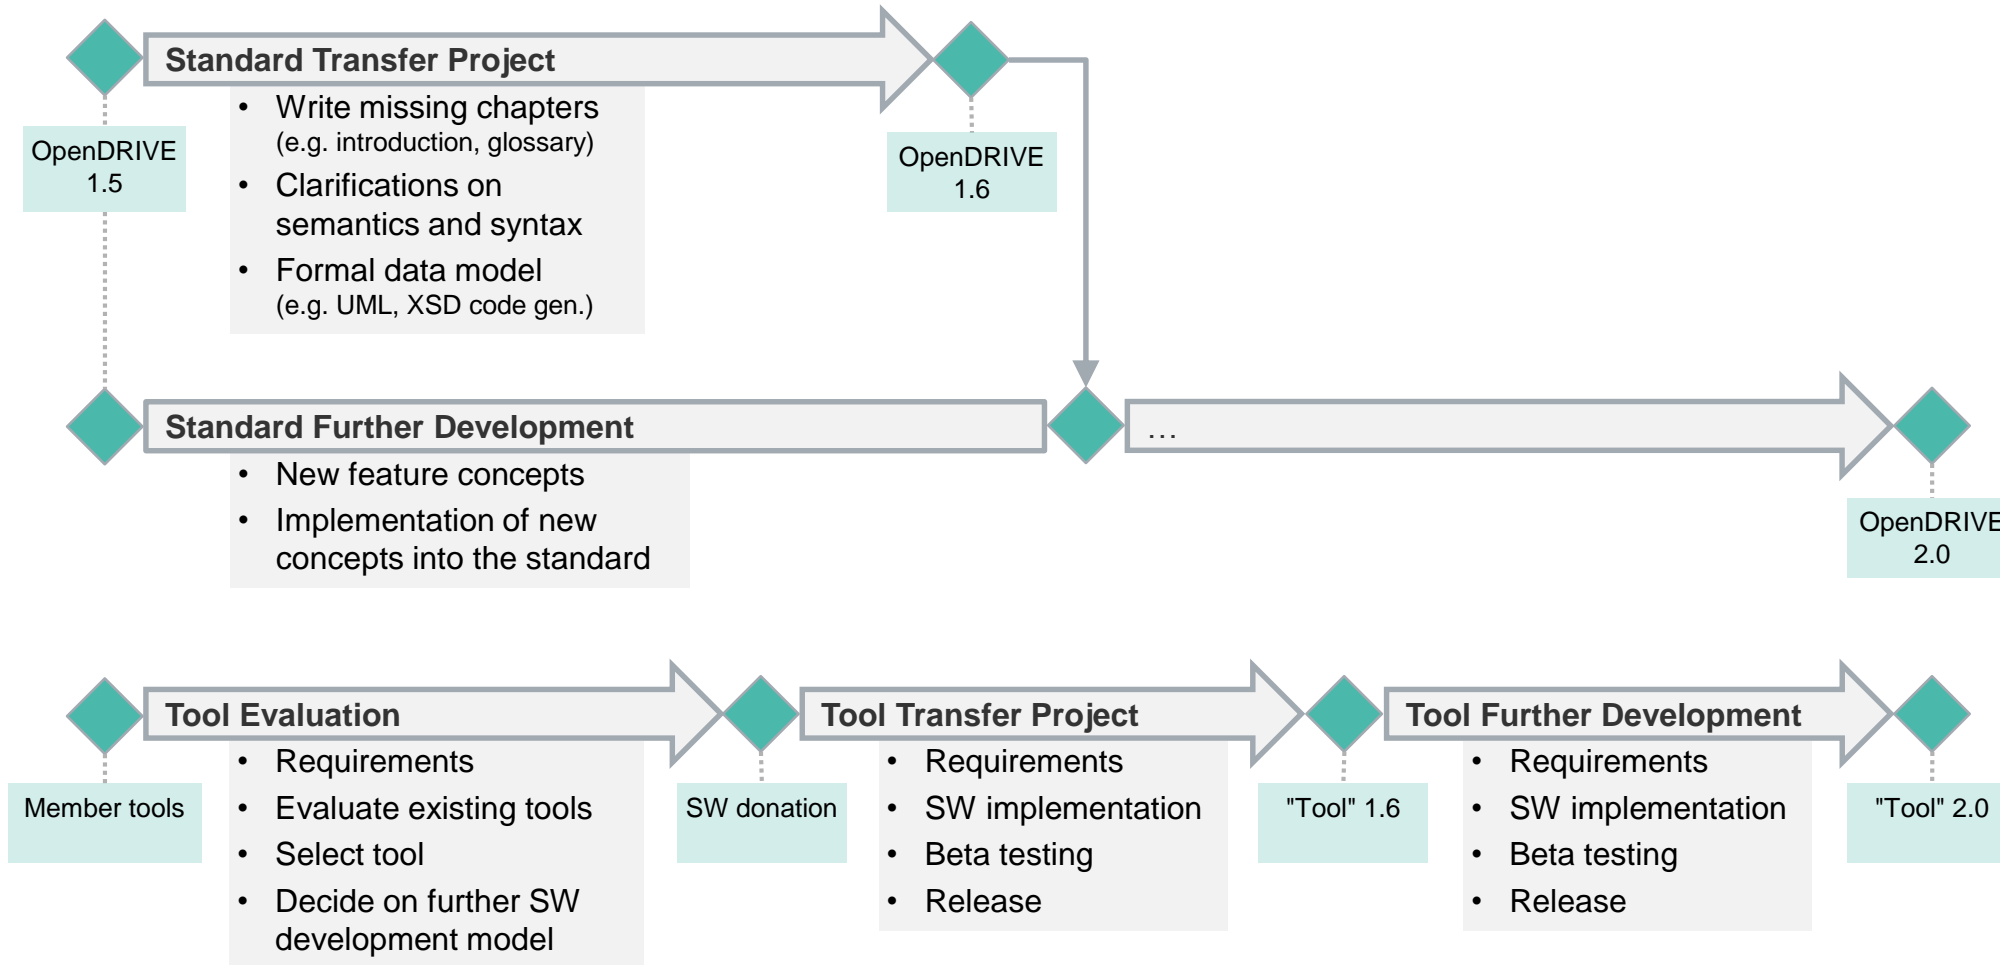 Standard Transfer Project
• Write missing chapters
(e.g. introduction, glossary)
• Clarifications on
semantics and syntax
• Formal data model
(e.g. UML, XSD code gen.)
OpenDRIVE
1.5
OpenDRIVE
1.6
Standard Further Development
…
• New feature concepts
• Implementation of new
concepts into the standard
OpenDRIVE
2.0
Tool Evaluation
• Requirements
• Evaluate existing tools
• Select tool
• Decide on further SW
development model
Member tools
SW donation
Tool Transfer Project
• Requirements
• SW implementation
• Beta testing
• Release
"Tool" 1.6
Tool Further Development
• Requirements
• SW implementation
• Beta testing
• Release
"Tool" 2.0